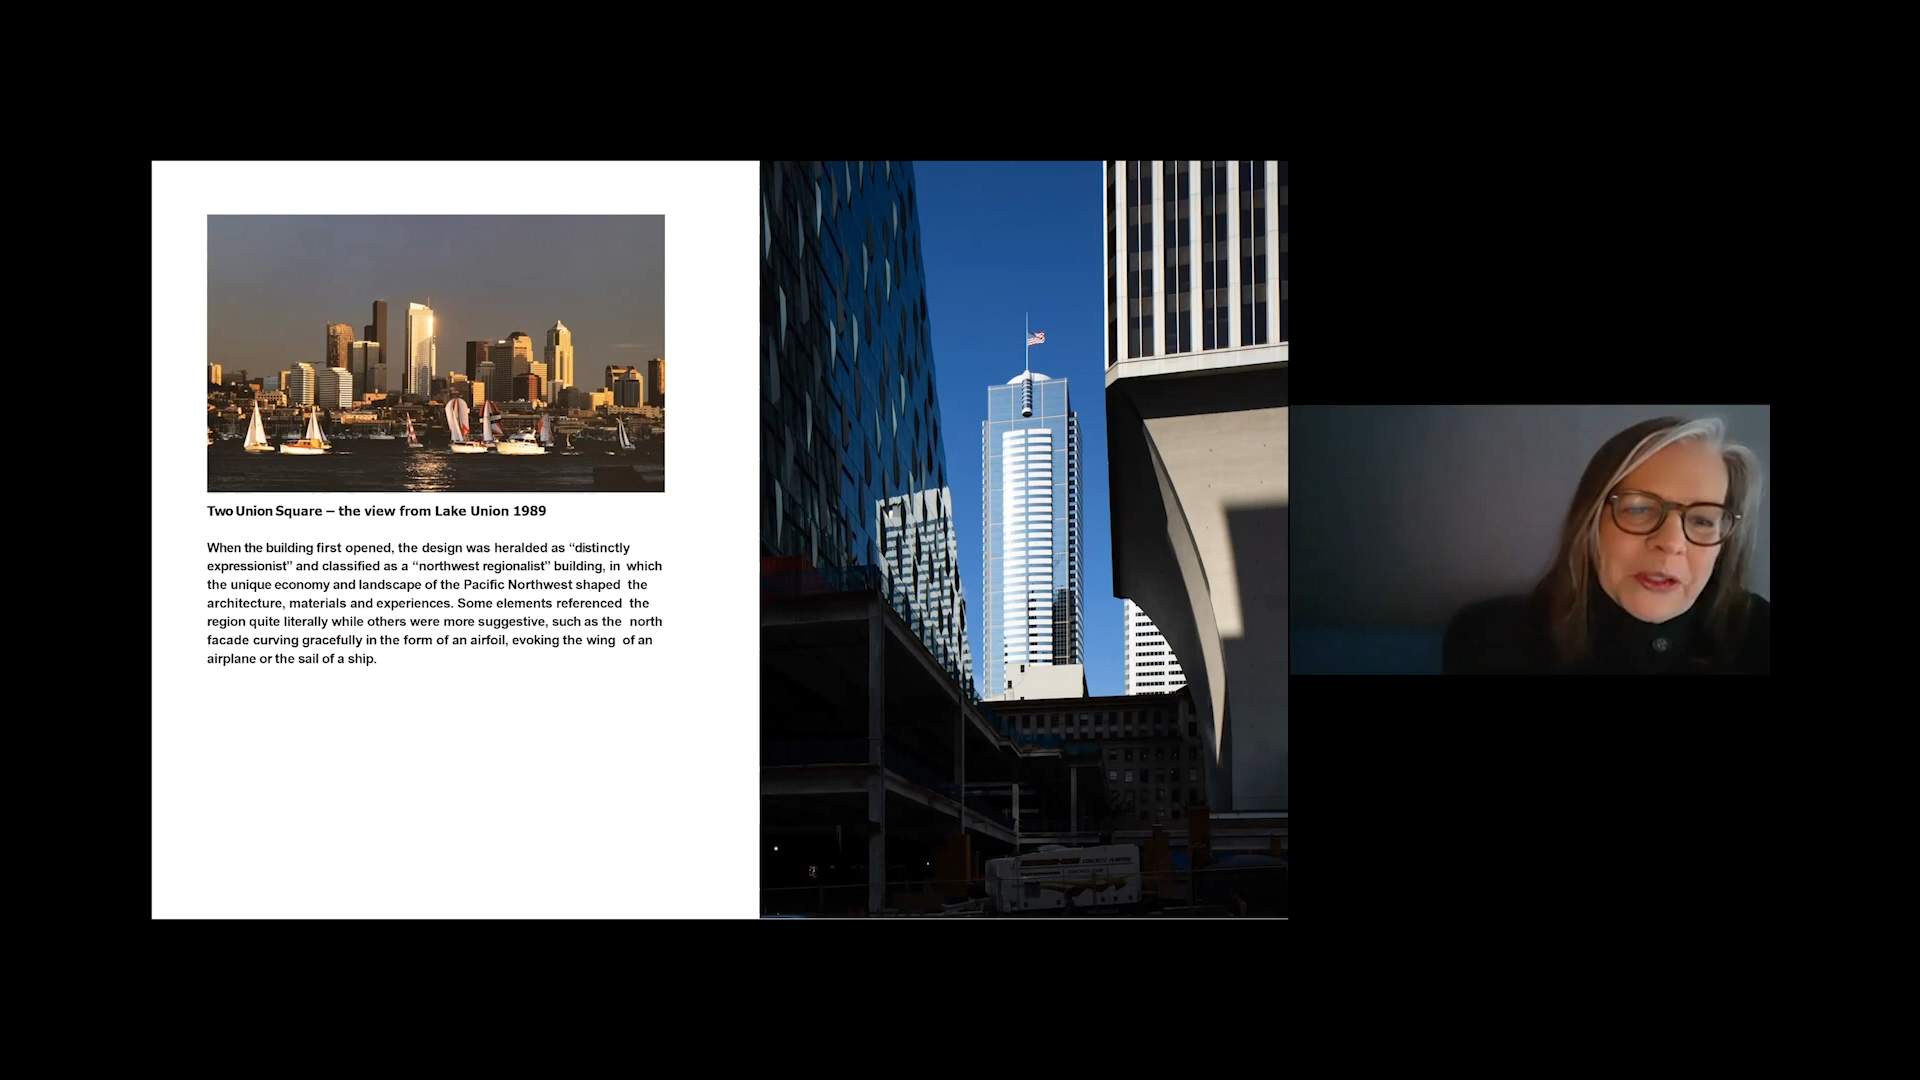 Two Union Square – the view from Lake Union 1989
When the building first opened, the design was heralded as “distinctly
expressionist” and classified as a “northwest regionalist” building, in which
the unique economy and landscape of the Pacific Northwest shaped the
architecture, materials and experiences. Some elements referenced the
region quite literally while others were more suggestive, such as the north
facade curving gracefully in the form of an airfoil, evoking the wing of an
airplane or the sail of a ship.